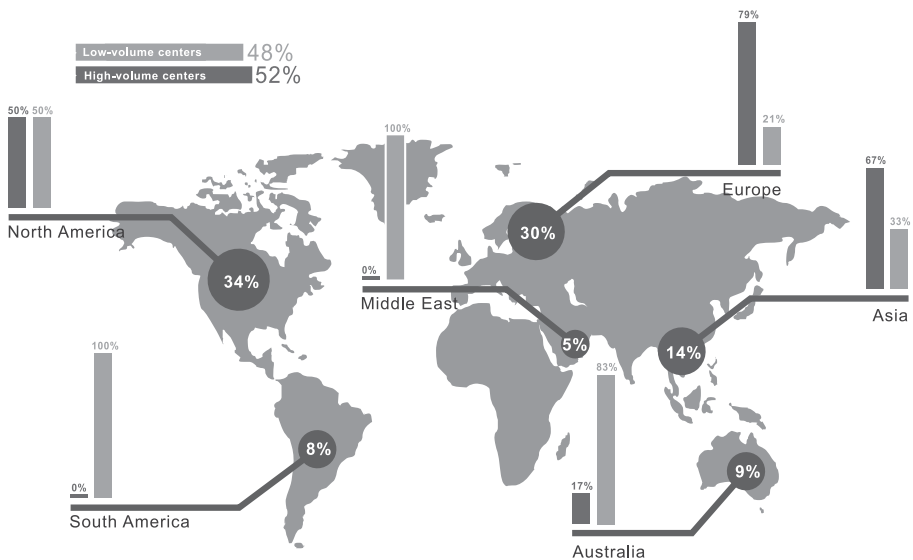 79%
Low-volume centers 48%
High-volume centers 52%
50% 50%
100%
21%
67%
Europe
33%
North America
30%
0%
34%
Middle East
Asia
5%
14%
100%
83%
8%
9%
0%
17%
South America
Australia